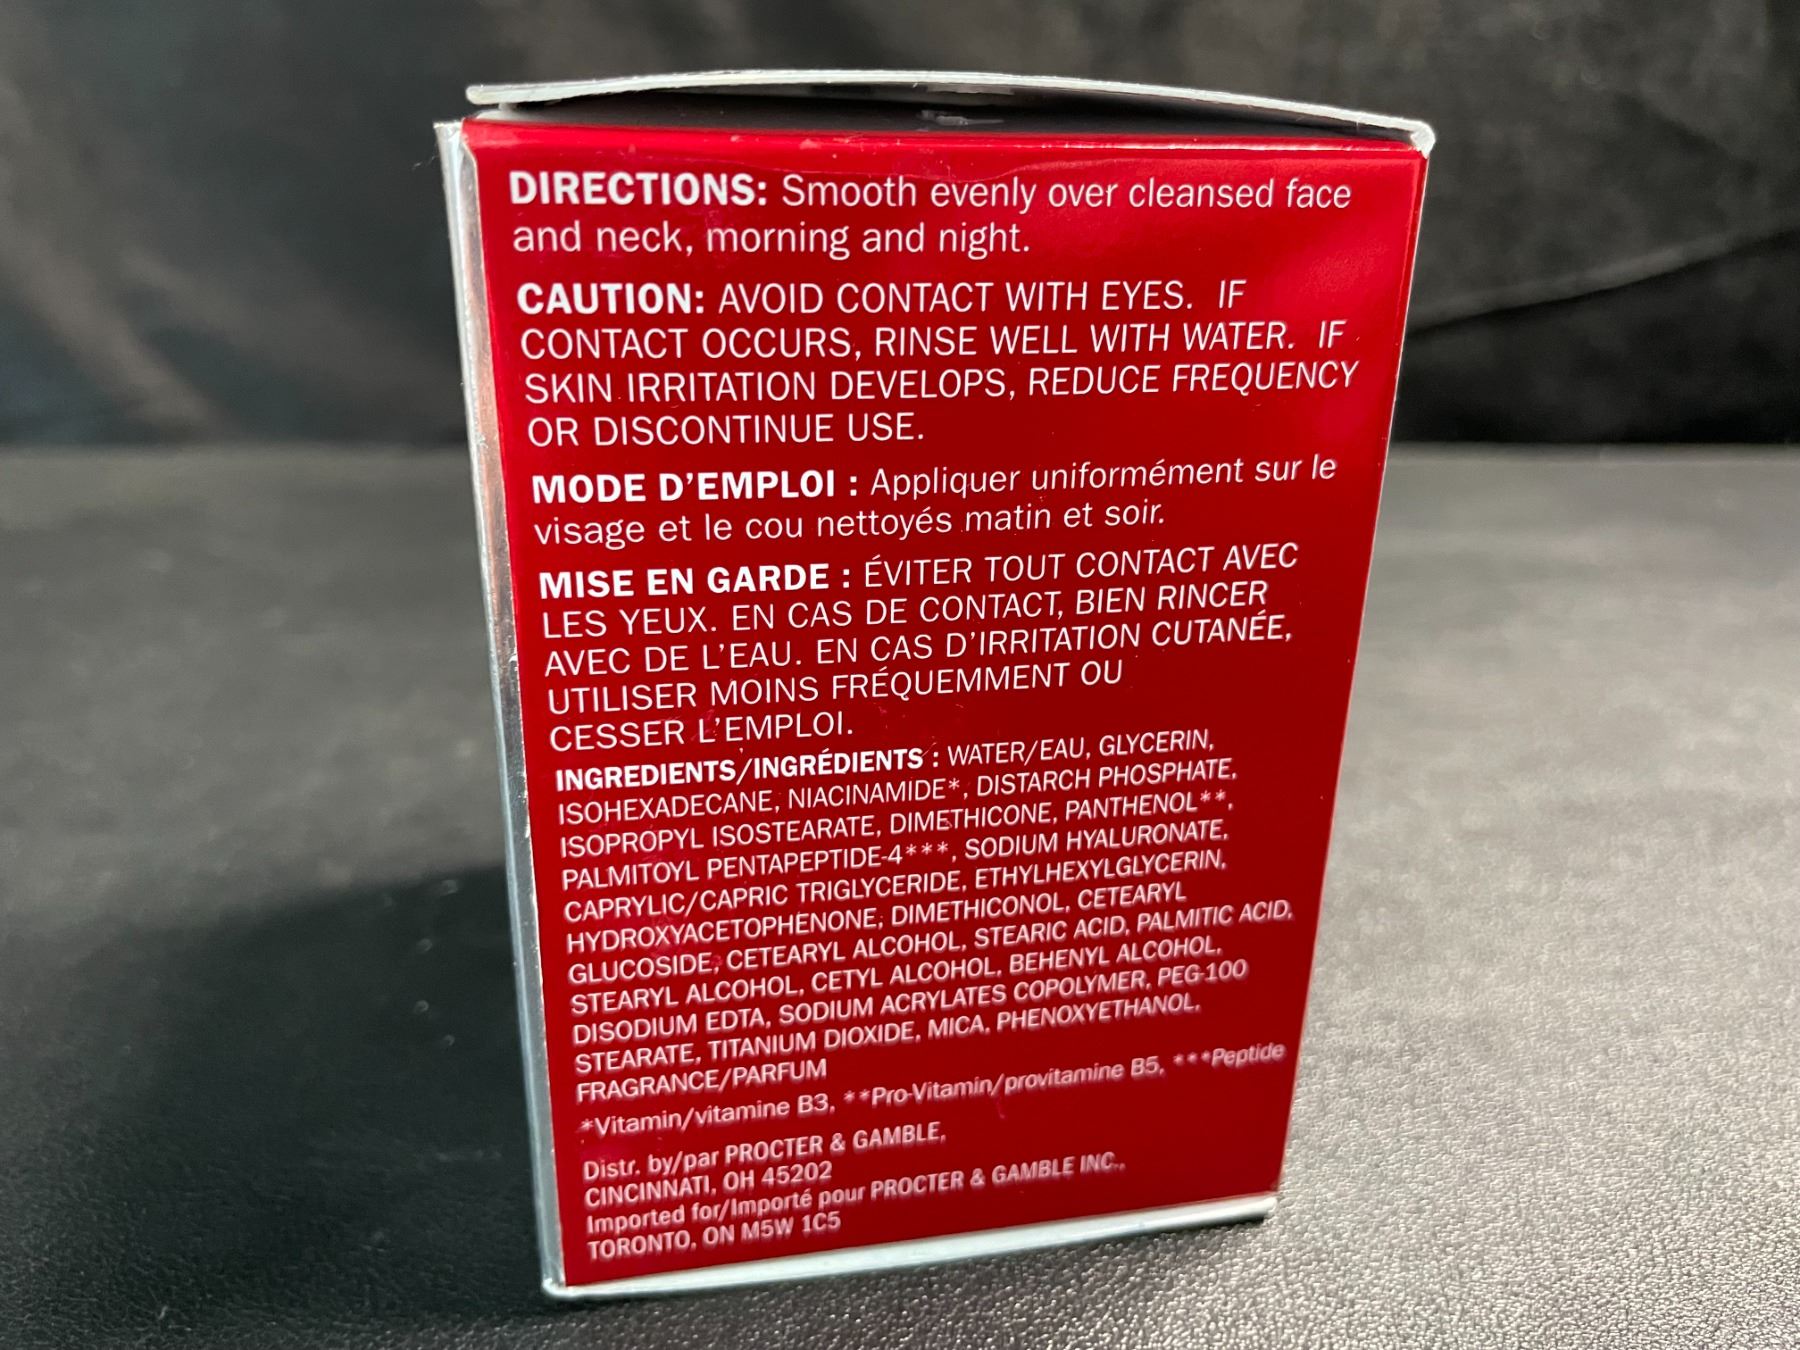 DIRECTIONS: Smooth evenly over cleansed face
and neck, morning and night.
CAUTION: AVOID CONTACT WITH EYES. IF
CONTACT OCCURS, RINSE WELL WITH WATER. IF
SKIN IRRITATION DEVELOPS, REDUCE FREQUENCY
OR DISCONTINUE USE.
MODE D'EMPLOI : Appliquer uniformément sur le
visage et le cou nettoyés matin et soir.
MISE EN GARDE : ÉVITER TOUT CONTACT AVEC
LES YEUX. EN CAS DE CONTACT, BIEN RINCER
AVEC DE L'EAU. EN CAS D'IRRITATION CUTANÉE,
UTILISER MOINS FRÉQUEMMENT OU
CESSER L'EMPLOI.
INGREDIENTS/INGRÉDIENTS : WATER/EAU, GLYCERIN,
ISOHEXADECANE, NIACINAMIDE*, DISTARCH PHOSPHATE,
ISOPROPYL ISOSTEARATE, DIMETHICONE, PANTHENOL**,
PALMITOYL PENTAPEPTIDE-4***, SODIUM HYALURONATE,
CAPRYLIC/CAPRIC TRIGLYCERIDE, ETHYLHEXYLGLYCERIN,
HYDROXYACETOPHENONE, DIMETHICONOL, CETEARYL
GLUCOSIDE, CETEARYL ALCOHOL, STEARIC ACID, PALMITIC ACID,
STEARYL ALCOHOL, CETYL ALCOHOL, BEHENYL ALCOHOL,
DISODIUM EDTA, SODIUM ACRYLATES COPOLYMER, PEG-100
STEARATE, TITANIUM DIOXIDE, MICA, PHENOXYETHANOL,
FRAGRANCE/PARFUM
*Vitamin/vitamine B3, **Pro-Vitamin/provitamine B5, ***Peptide
Distr. by/par PROCTER & GAMBLE,
CINCINNATI, OH 45202
Imported for/Importé pour PROCTER & GAMBLE INC.,
TORONTO, ON M5W 1C5